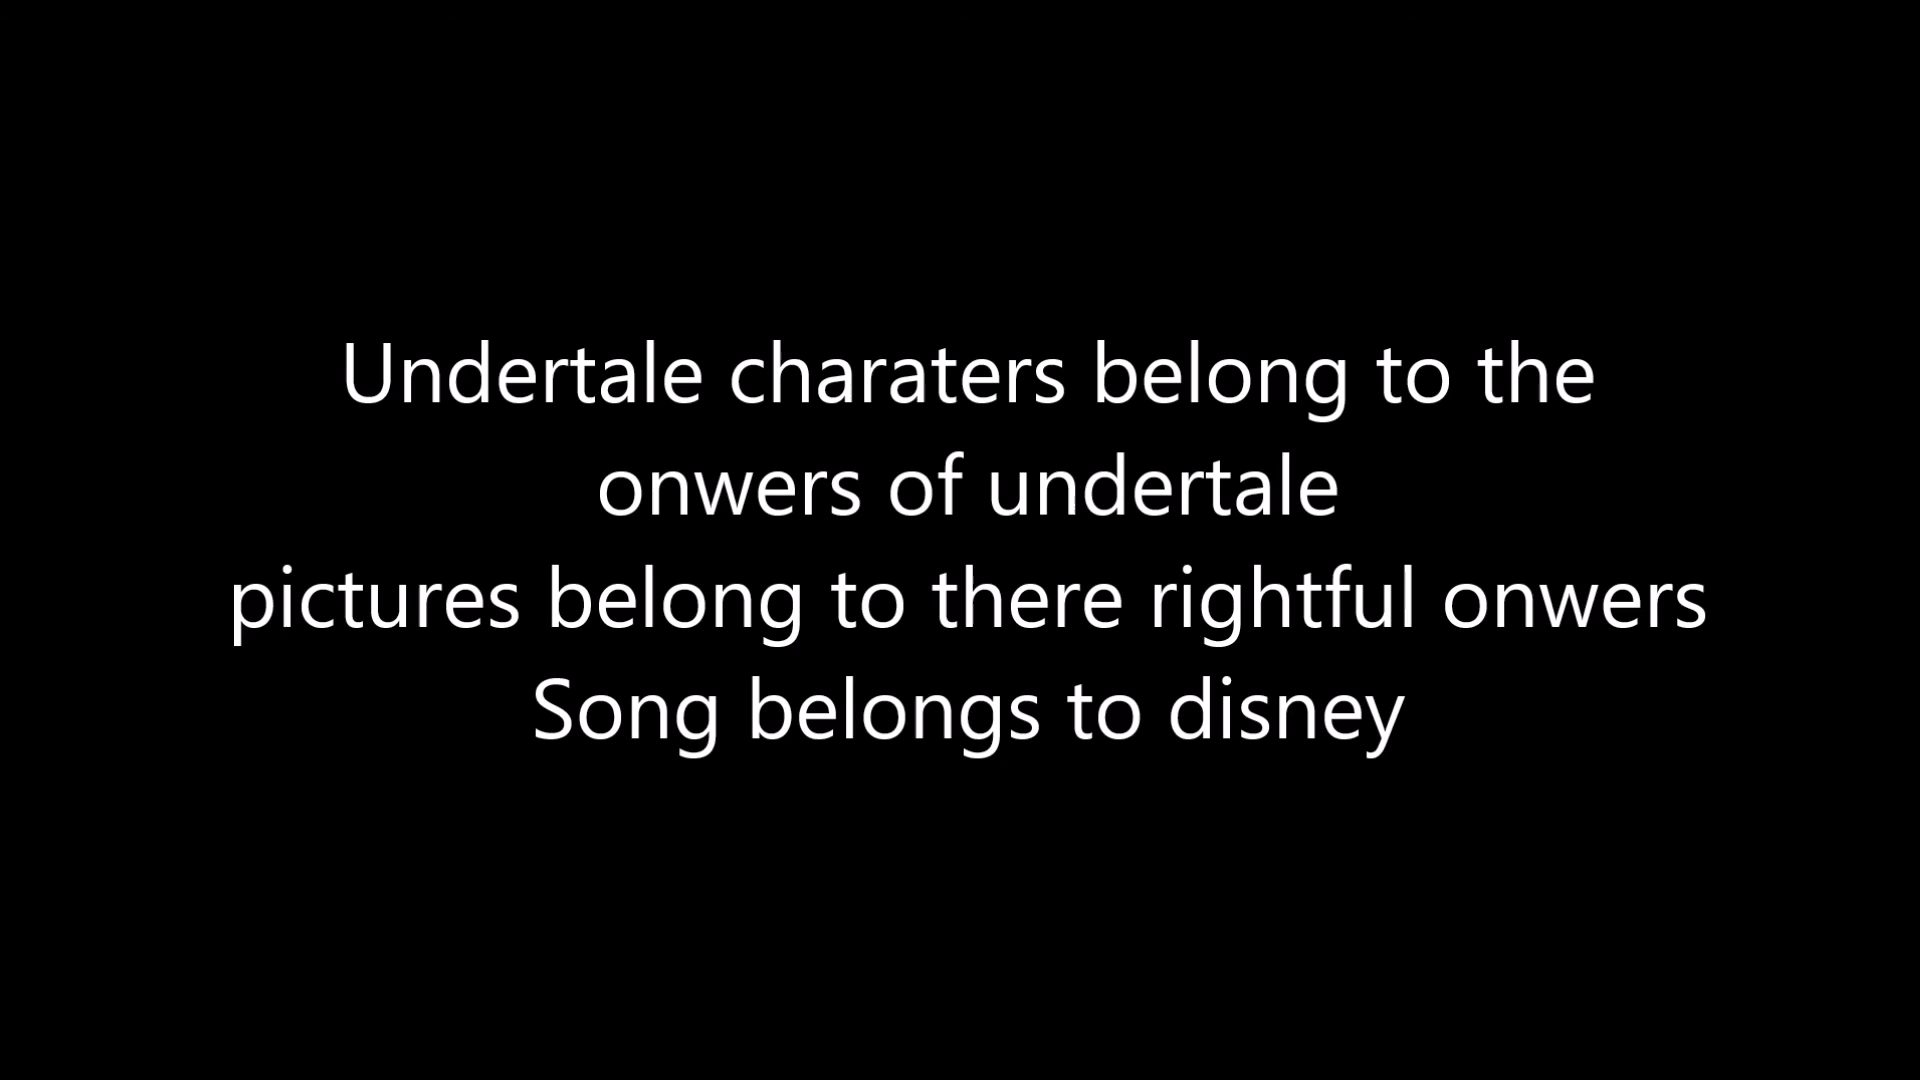 Undertale charaters belong to the
onwers of undertale
pictures belong to there rightful onwers
Song belongs to disney